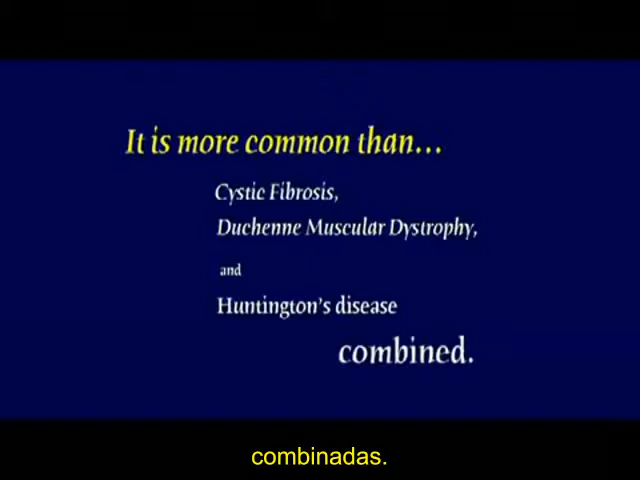 It is more common than...
Cystic Fibrosis,
Duchenne Muscular Dystrophy,
and
Huntington's disease
combined.
combinadas.